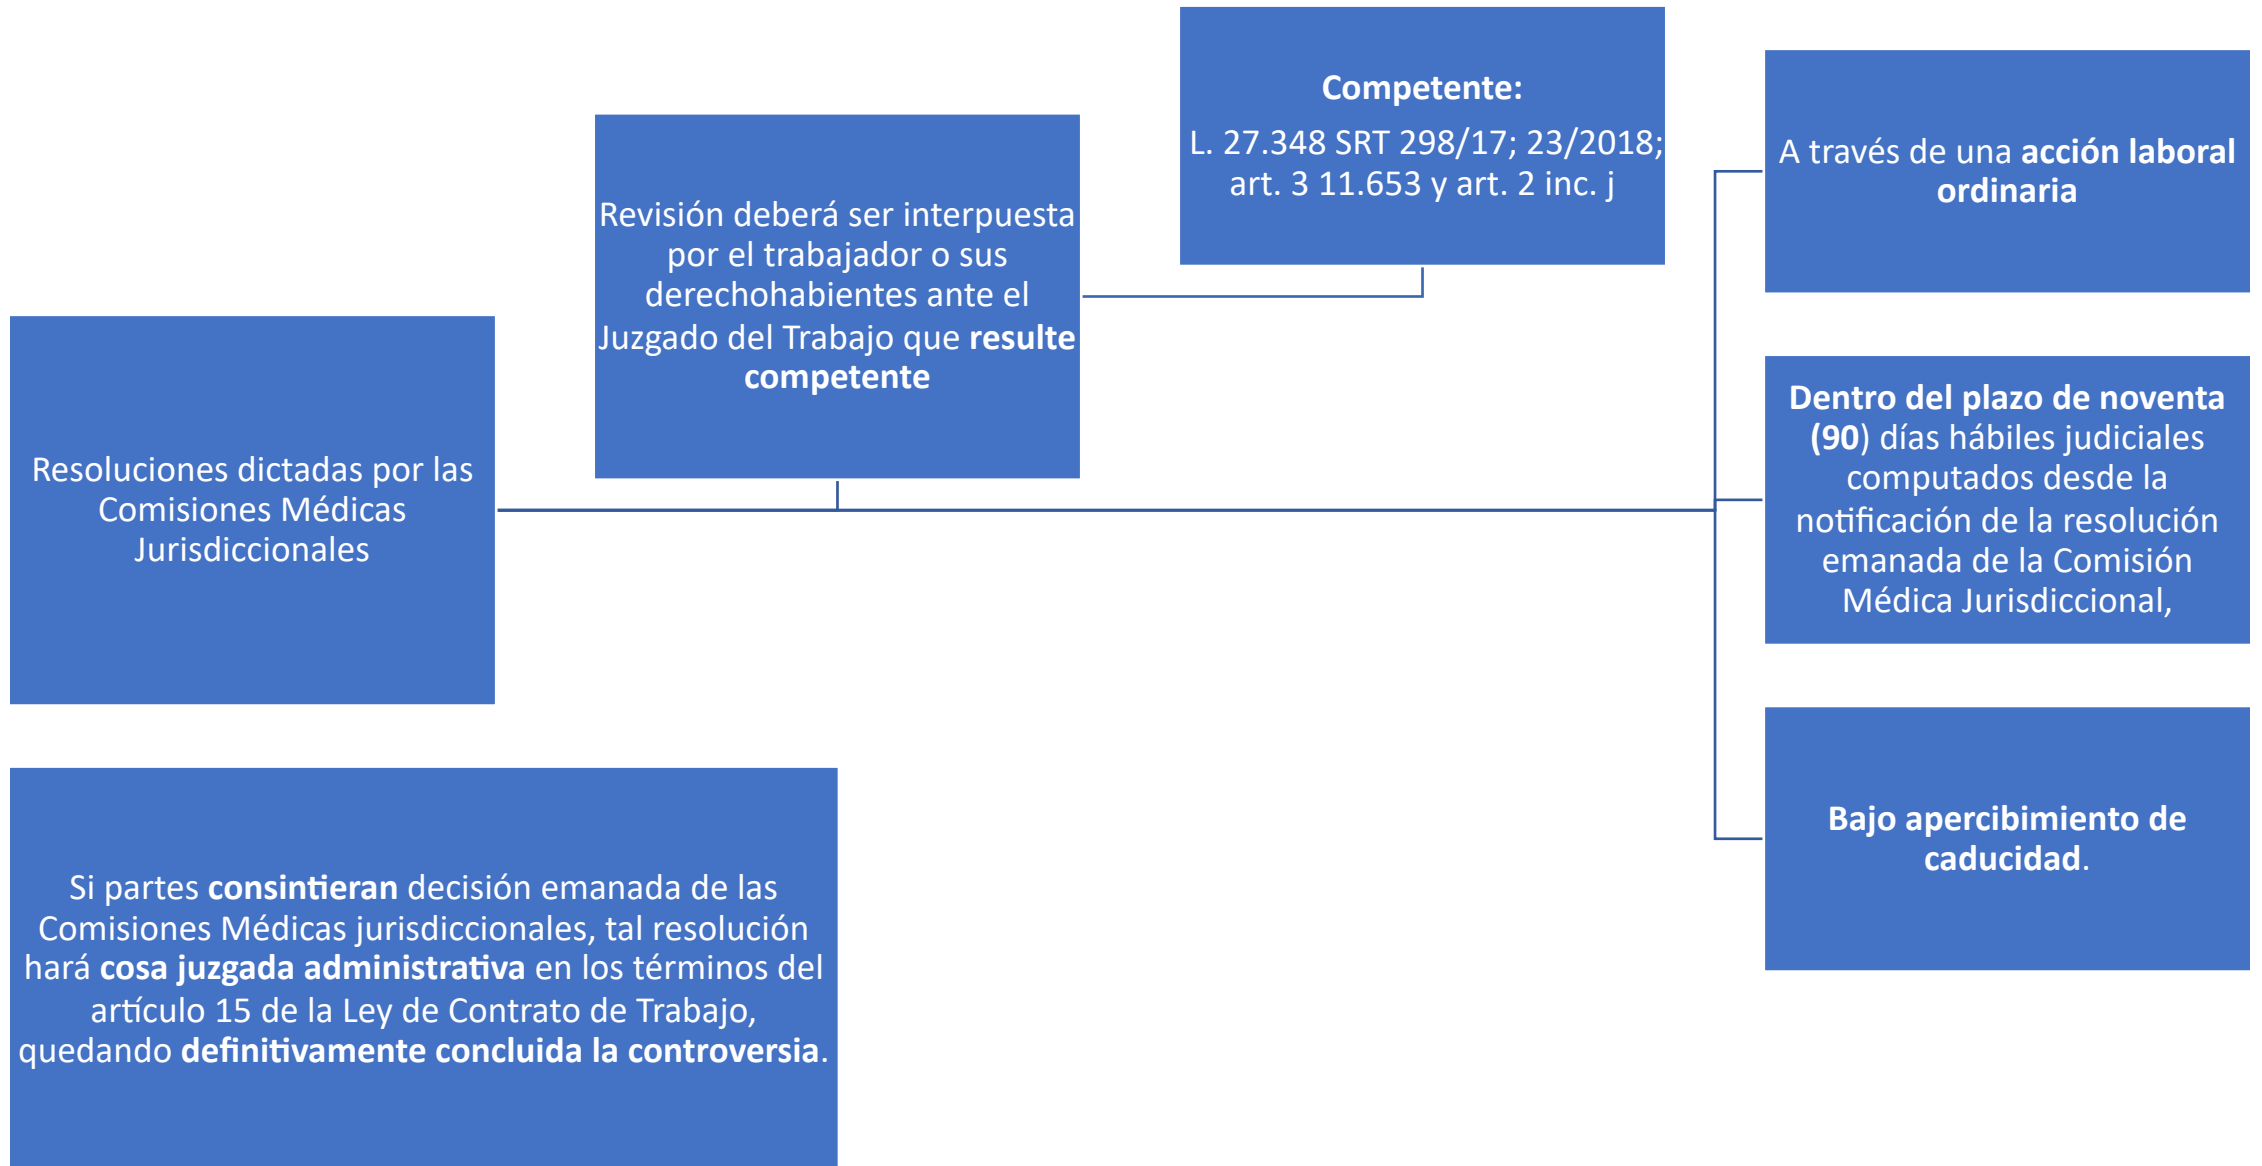 Resoluciones dictadas por las
Comisiones Médicas
Jurisdiccionales
Revisión deberá ser interpuesta
por el trabajador o sus
derechohabientes ante el
Juzgado del Trabajo que resulte
competente
Competente:
L. 27.348 SRT 298/17; 23/2018;
art. 3 11.653 y art. 2 inc. j
A través de una acción laboral
ordinaria
Dentro del plazo de noventa
(90) días hábiles judiciales
computados desde la
notificación de la resolución
emanada de la Comisión
Médica Jurisdiccional,
Bajo apercibimiento de
caducidad.
Si partes consintieran decisión emanada de las
Comisiones Médicas jurisdiccionales, tal resolución
hará cosa juzgada administrativa en los términos del
artículo 15 de la Ley de Contrato de Trabajo,
quedando definitivamente concluida la controversia.